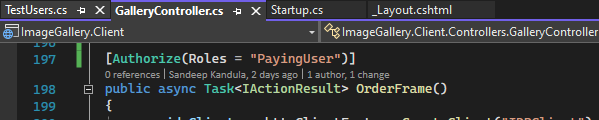 TestUsers.cs GalleryController.cs Startup.cs _Layout.cshtml
ImageGallery.Client ImageGallery.Client.Controllers.GalleryController
197 [Authorize(Roles = "PayingUser")]
0 references | Sandeep Kandula, 2 days ago | 1 author, 1 change
198 public async Task<IActionResult> OrderFrame()
199 {